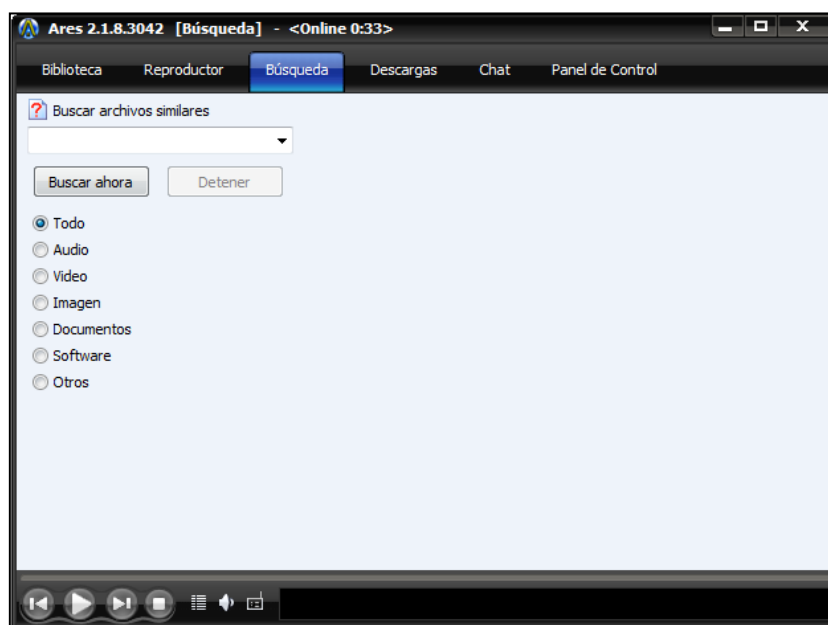 Ares 2.1.8.3042 [Búsqueda] - <Online 0:33>
Biblioteca Reproductor Búsqueda Descargas Chat Panel de Control
Buscar archivos similares
Buscar ahora Detener
Todo
Audio
Video
Imagen
Documentos
Software
Otros